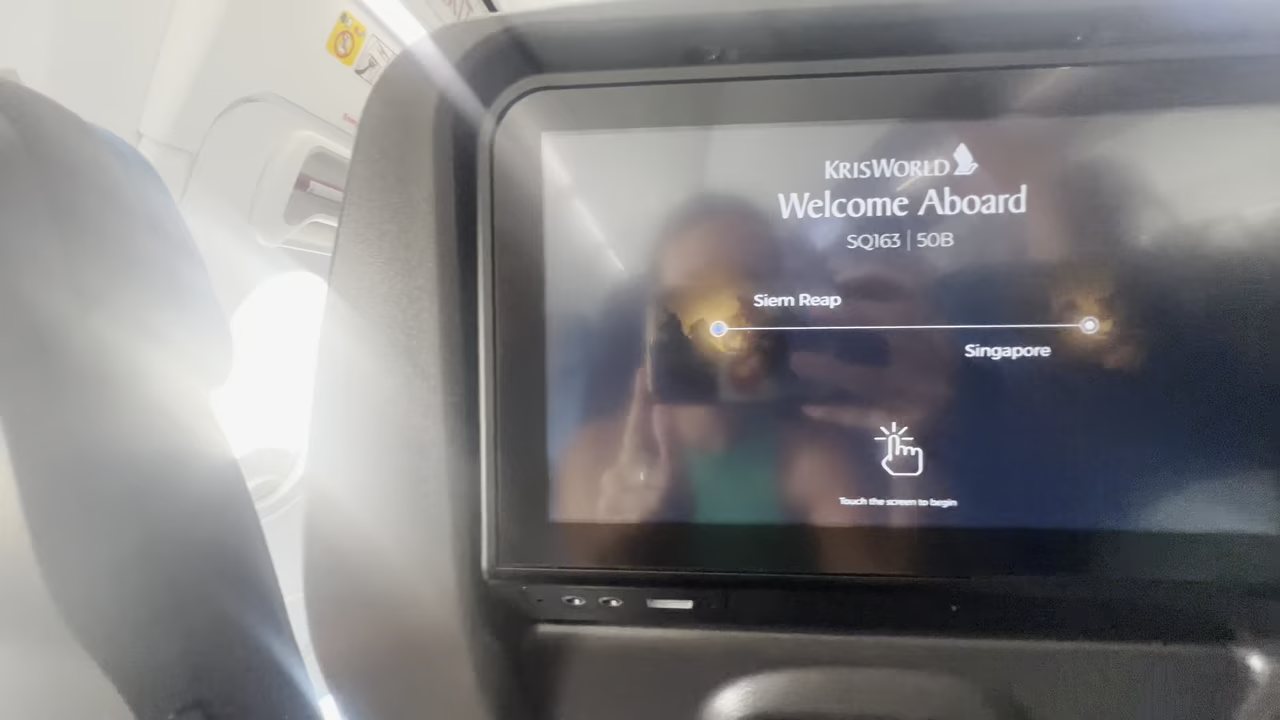 KRISWORLD
Welcome Aboard
SQ163 | 50B
Siem Reap
Singapore
Touch the screen to begin